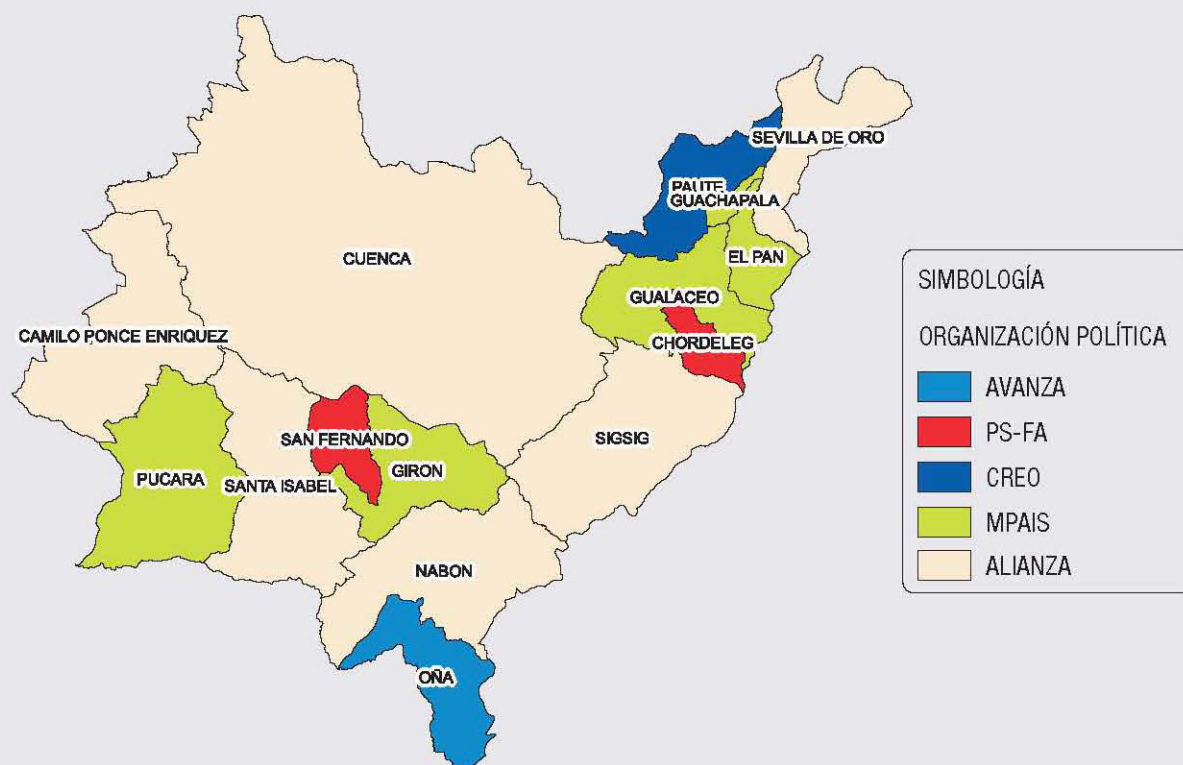 SEVILLA DE ORO
PAUTE
GUACHAPALA
CUENCA
EL PAN
GUALACEO
CAMILO PONCE ENRIQUEZ
CHORDELEG
SAN FERNANDO
SIGSIG
GIRON
PUCARA
SANTA ISABEL
NABON
OÑA
SIMBOLOGÍA
ORGANIZACIÓN POLÍTICA
AVANZA
PS-FA
CREO
MPAIS
ALIANZA